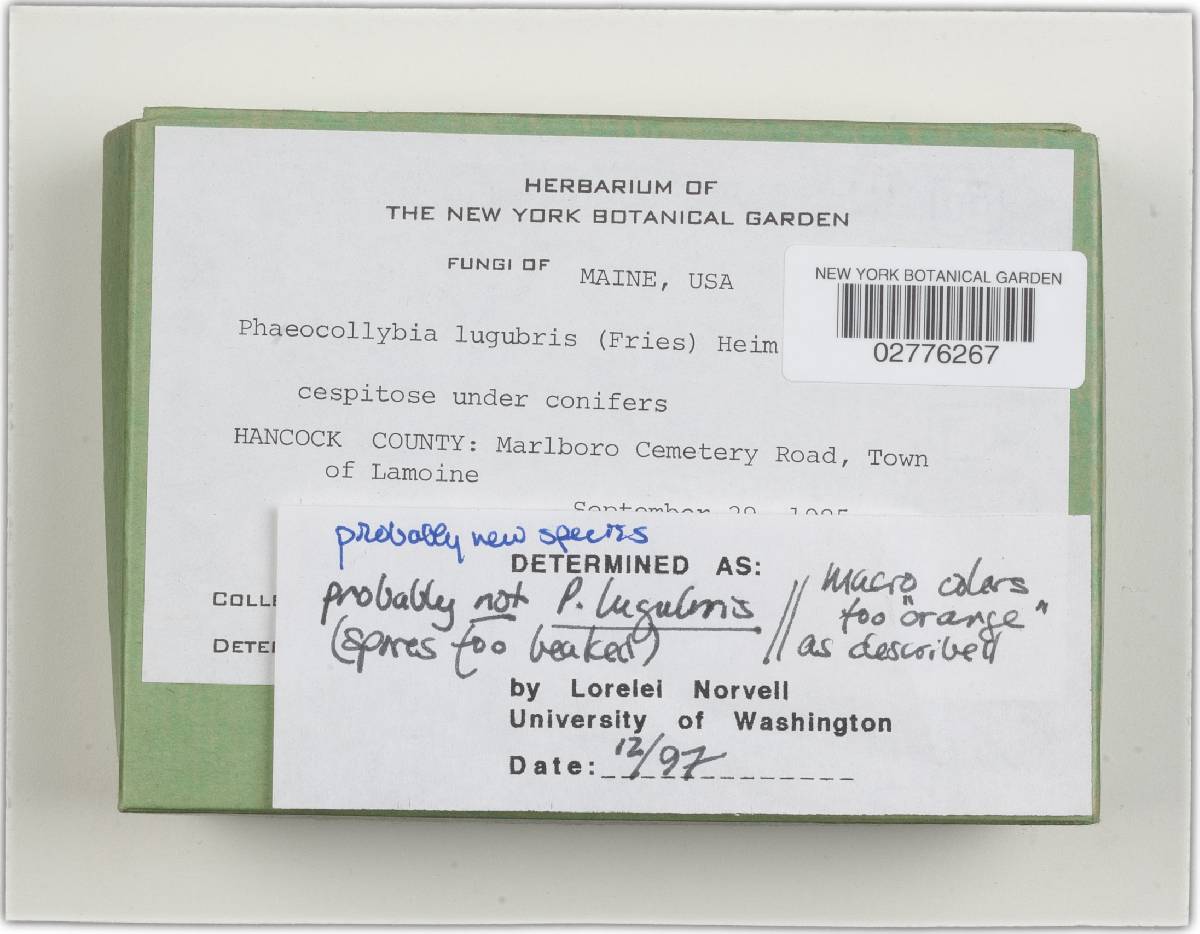 HERBARIUM OF
THE NEW YORK BOTANICAL GARDEN
FUNGI OF MAINE, USA
NEW YORK BOTANICAL GARDEN
02776267
Phaeocollybia lugubris (Fries) Heim
cespitose under conifers
HANCOCK COUNTY: Marlboro Cemetery Road, Town
of Lamoine
September
probably new species
DETERMINED AS:
probably not P. lugubris
(spores too beaked)
// macro colors
too "orange"
as described
COLLE
DETE
by Lorelei Norvell
University of Washington
Date: 12/97